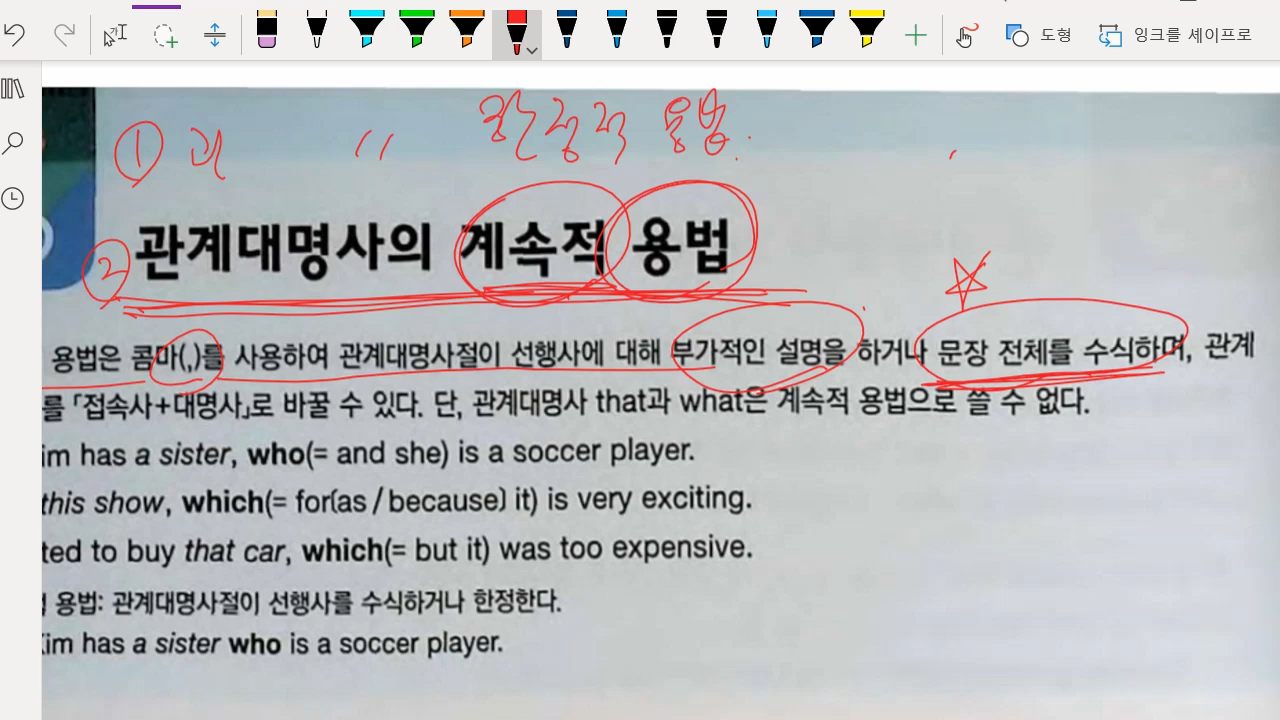 도형
잉크를 셰이프로
① 관 〃 한정적 용법.
② 관계대명사의 계속적 용법
용법은 콤마(,)를 사용하여 관계대명사절이 선행사에 대해 부가적인 설명을 하거나 문장 전체를 수식하며, 관계
를 「접속사+대명사」로 바꿀 수 있다. 단, 관계대명사 that과 what은 계속적 용법으로 쓸 수 없다.
im has a sister, who(= and she) is a soccer player.
this show, which(= for(as / because) it) is very exciting.
ted to buy that car, which(= but it) was too expensive.
용법: 관계대명사절이 선행사를 수식하거나 한정한다.
Kim has a sister who is a soccer player.